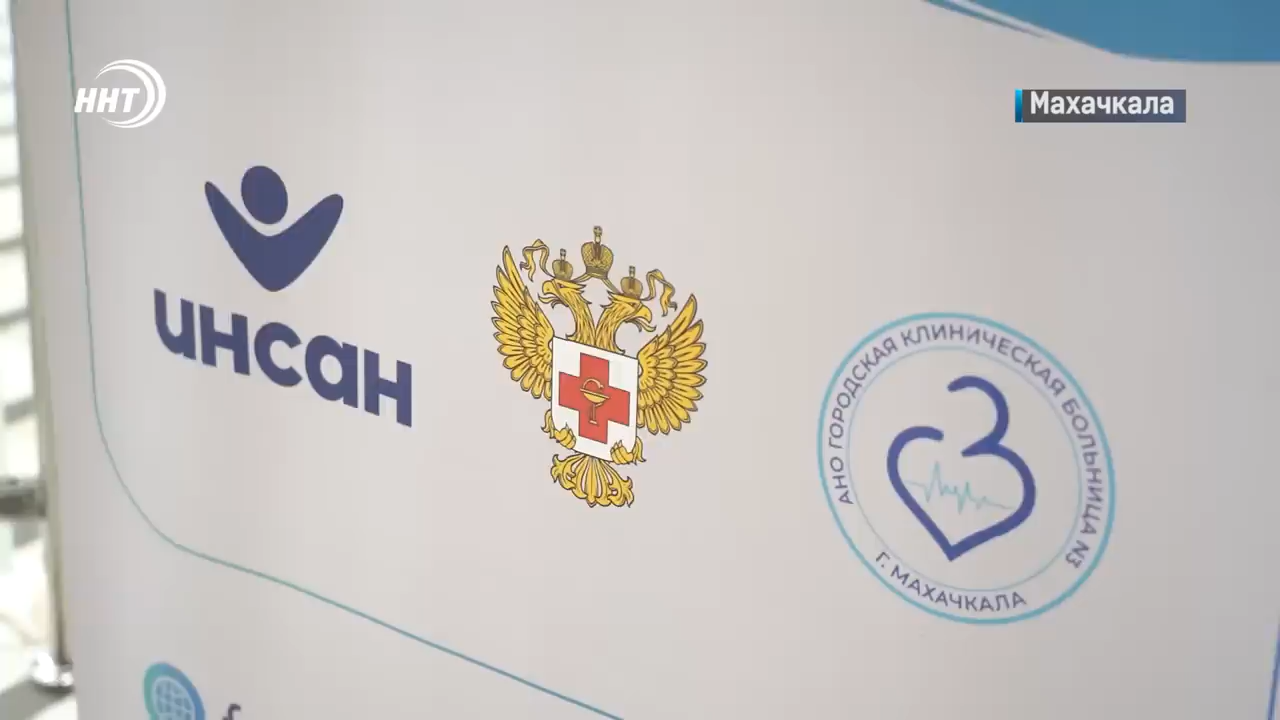 ННТ
Махачкала
инсан
АНО ГОРОДСКАЯ КЛИНИЧЕСКАЯ БОЛЬНИЦА №3
Г. МАХАЧКАЛА